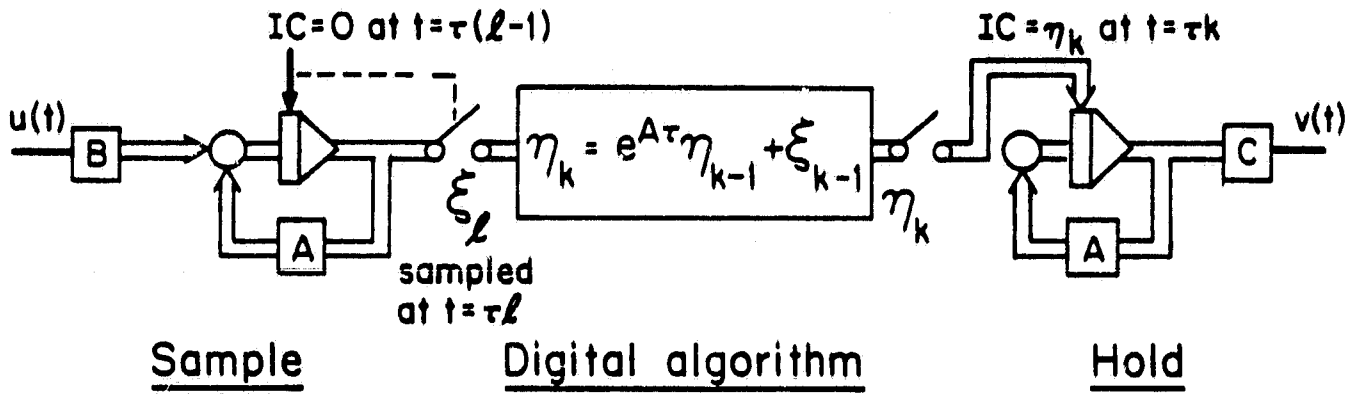 IC=0 at t=τ(ℓ-1)
IC=ηₖ at t=τk
u(t)
B
A
ξ_ℓ
sampled
at t=τℓ
ηₖ = e^{Aτ}ηₖ₋₁ + ξₖ₋₁
ηₖ
A
C
v(t)
Sample
Digital algorithm
Hold